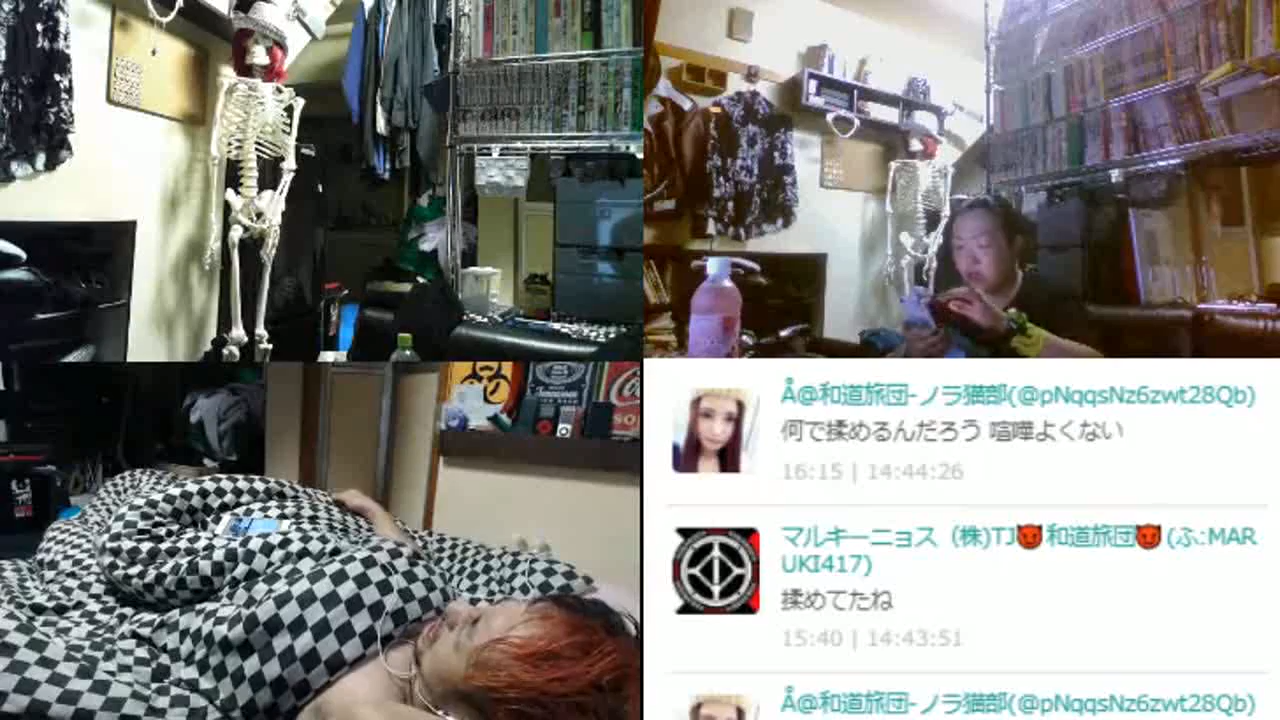 Å@和道旅団-ノラ猫部(@pNqqsNz6zwt28Qb)
何で揉めるんだろう 喧嘩よくない
16:15 | 14:44:26
マルキーニョス (株)TJ😈和道旅団😈(ふ:MAR
UKI417)
揉めてたね
15:40 | 14:43:51
Å@和道旅団-ノラ猫部(@pNqqsNz6zwt28Qb)